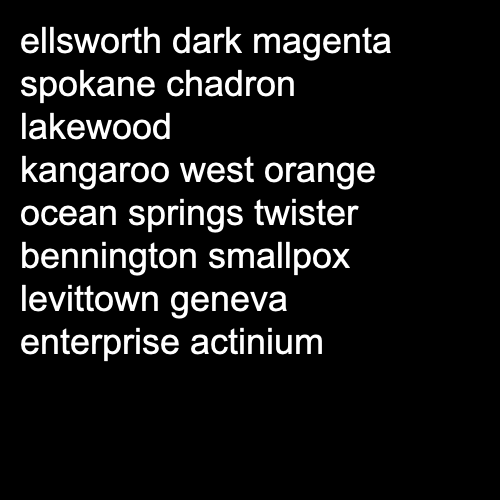 ellsworth dark magenta
spokane chadron
lakewood
kangaroo west orange
ocean springs twister
bennington smallpox
levittown geneva
enterprise actinium